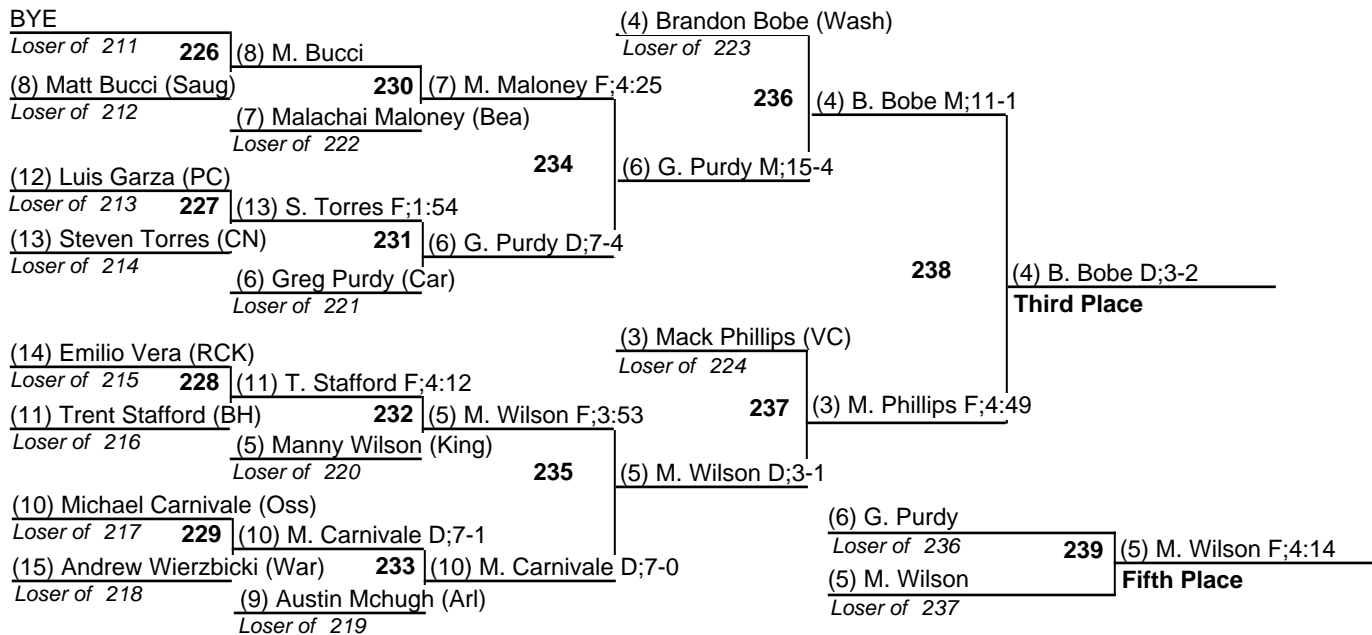 BYE
Loser of 211
226
(8) M. Bucci
(8) Matt Bucci (Saug)
Loser of 212
230
(7) M. Maloney F;4:25
(7) Malachai Maloney (Bea)
Loser of 222
(12) Luis Garza (PC)
Loser of 213
227
(13) S. Torres F;1:54
(13) Steven Torres (CN)
Loser of 214
231
(6) G. Purdy D;7-4
(6) Greg Purdy (Car)
Loser of 221
234
(6) G. Purdy M;15-4
(4) Brandon Bobe (Wash)
Loser of 223
236
(4) B. Bobe M;11-1
(14) Emilio Vera (RCK)
Loser of 215
228
(11) T. Stafford F;4:12
(11) Trent Stafford (BH)
Loser of 216
232
(5) M. Wilson F;3:53
(5) Manny Wilson (King)
Loser of 220
(10) Michael Carnivale (Oss)
Loser of 217
229
(10) M. Carnivale D;7-1
(15) Andrew Wierzbicki (War)
Loser of 218
233
(10) M. Carnivale D;7-0
(9) Austin Mchugh (Arl)
Loser of 219
235
(5) M. Wilson D;3-1
(3) Mack Phillips (VC)
Loser of 224
237
(3) M. Phillips F;4:49
238
(4) B. Bobe D;3-2
Third Place
(6) G. Purdy
Loser of 236
239
(5) M. Wilson F;4:14
(5) M. Wilson
Fifth Place
Loser of 237